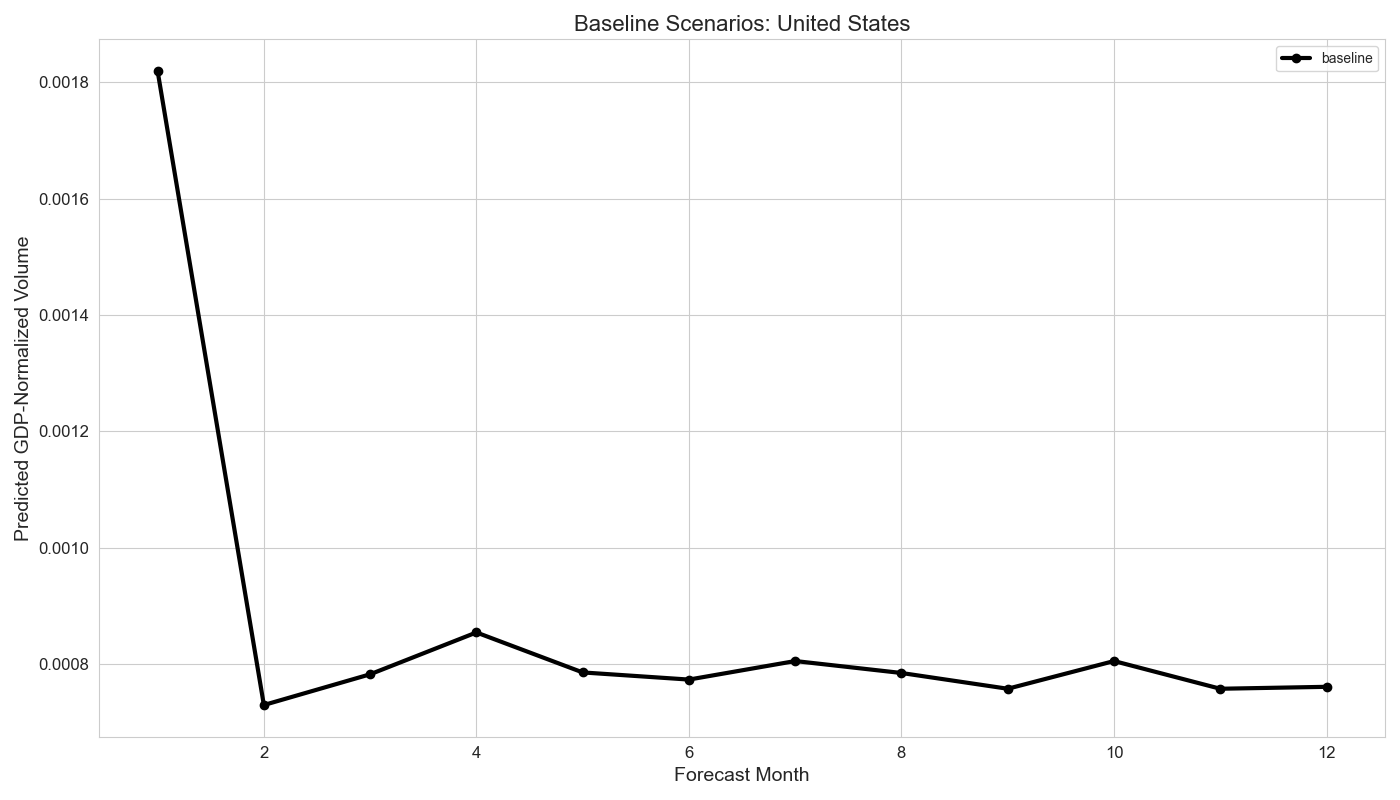 Baseline Scenarios: United States
baseline
Predicted GDP-Normalized Volume
0.0018
0.0016
0.0014
0.0012
0.0010
0.0008
2 4 6 8 10 12
Forecast Month